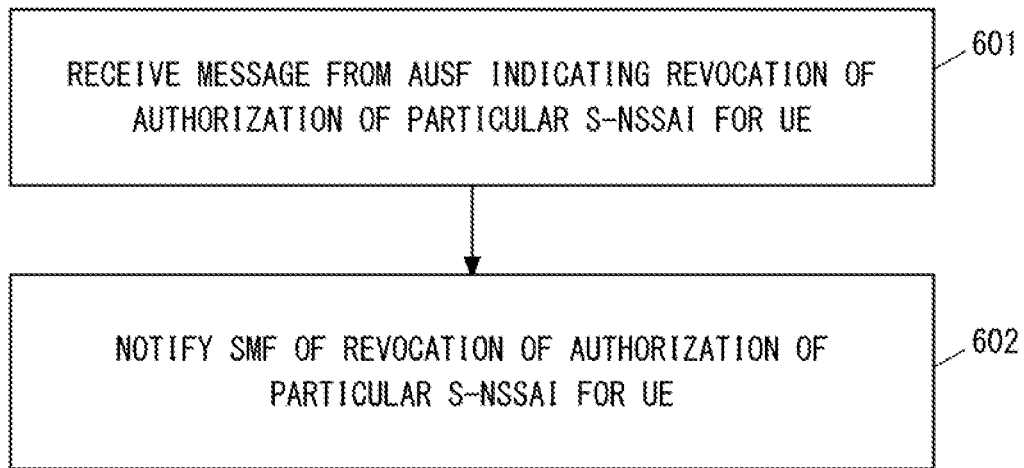 RECEIVE MESSAGE FROM AUSF INDICATING REVOCATION OF
AUTHORIZATION OF PARTICULAR S-NSSAI FOR UE
601
NOTIFY SMF OF REVOCATION OF AUTHORIZATION OF
PARTICULAR S-NSSAI FOR UE
602